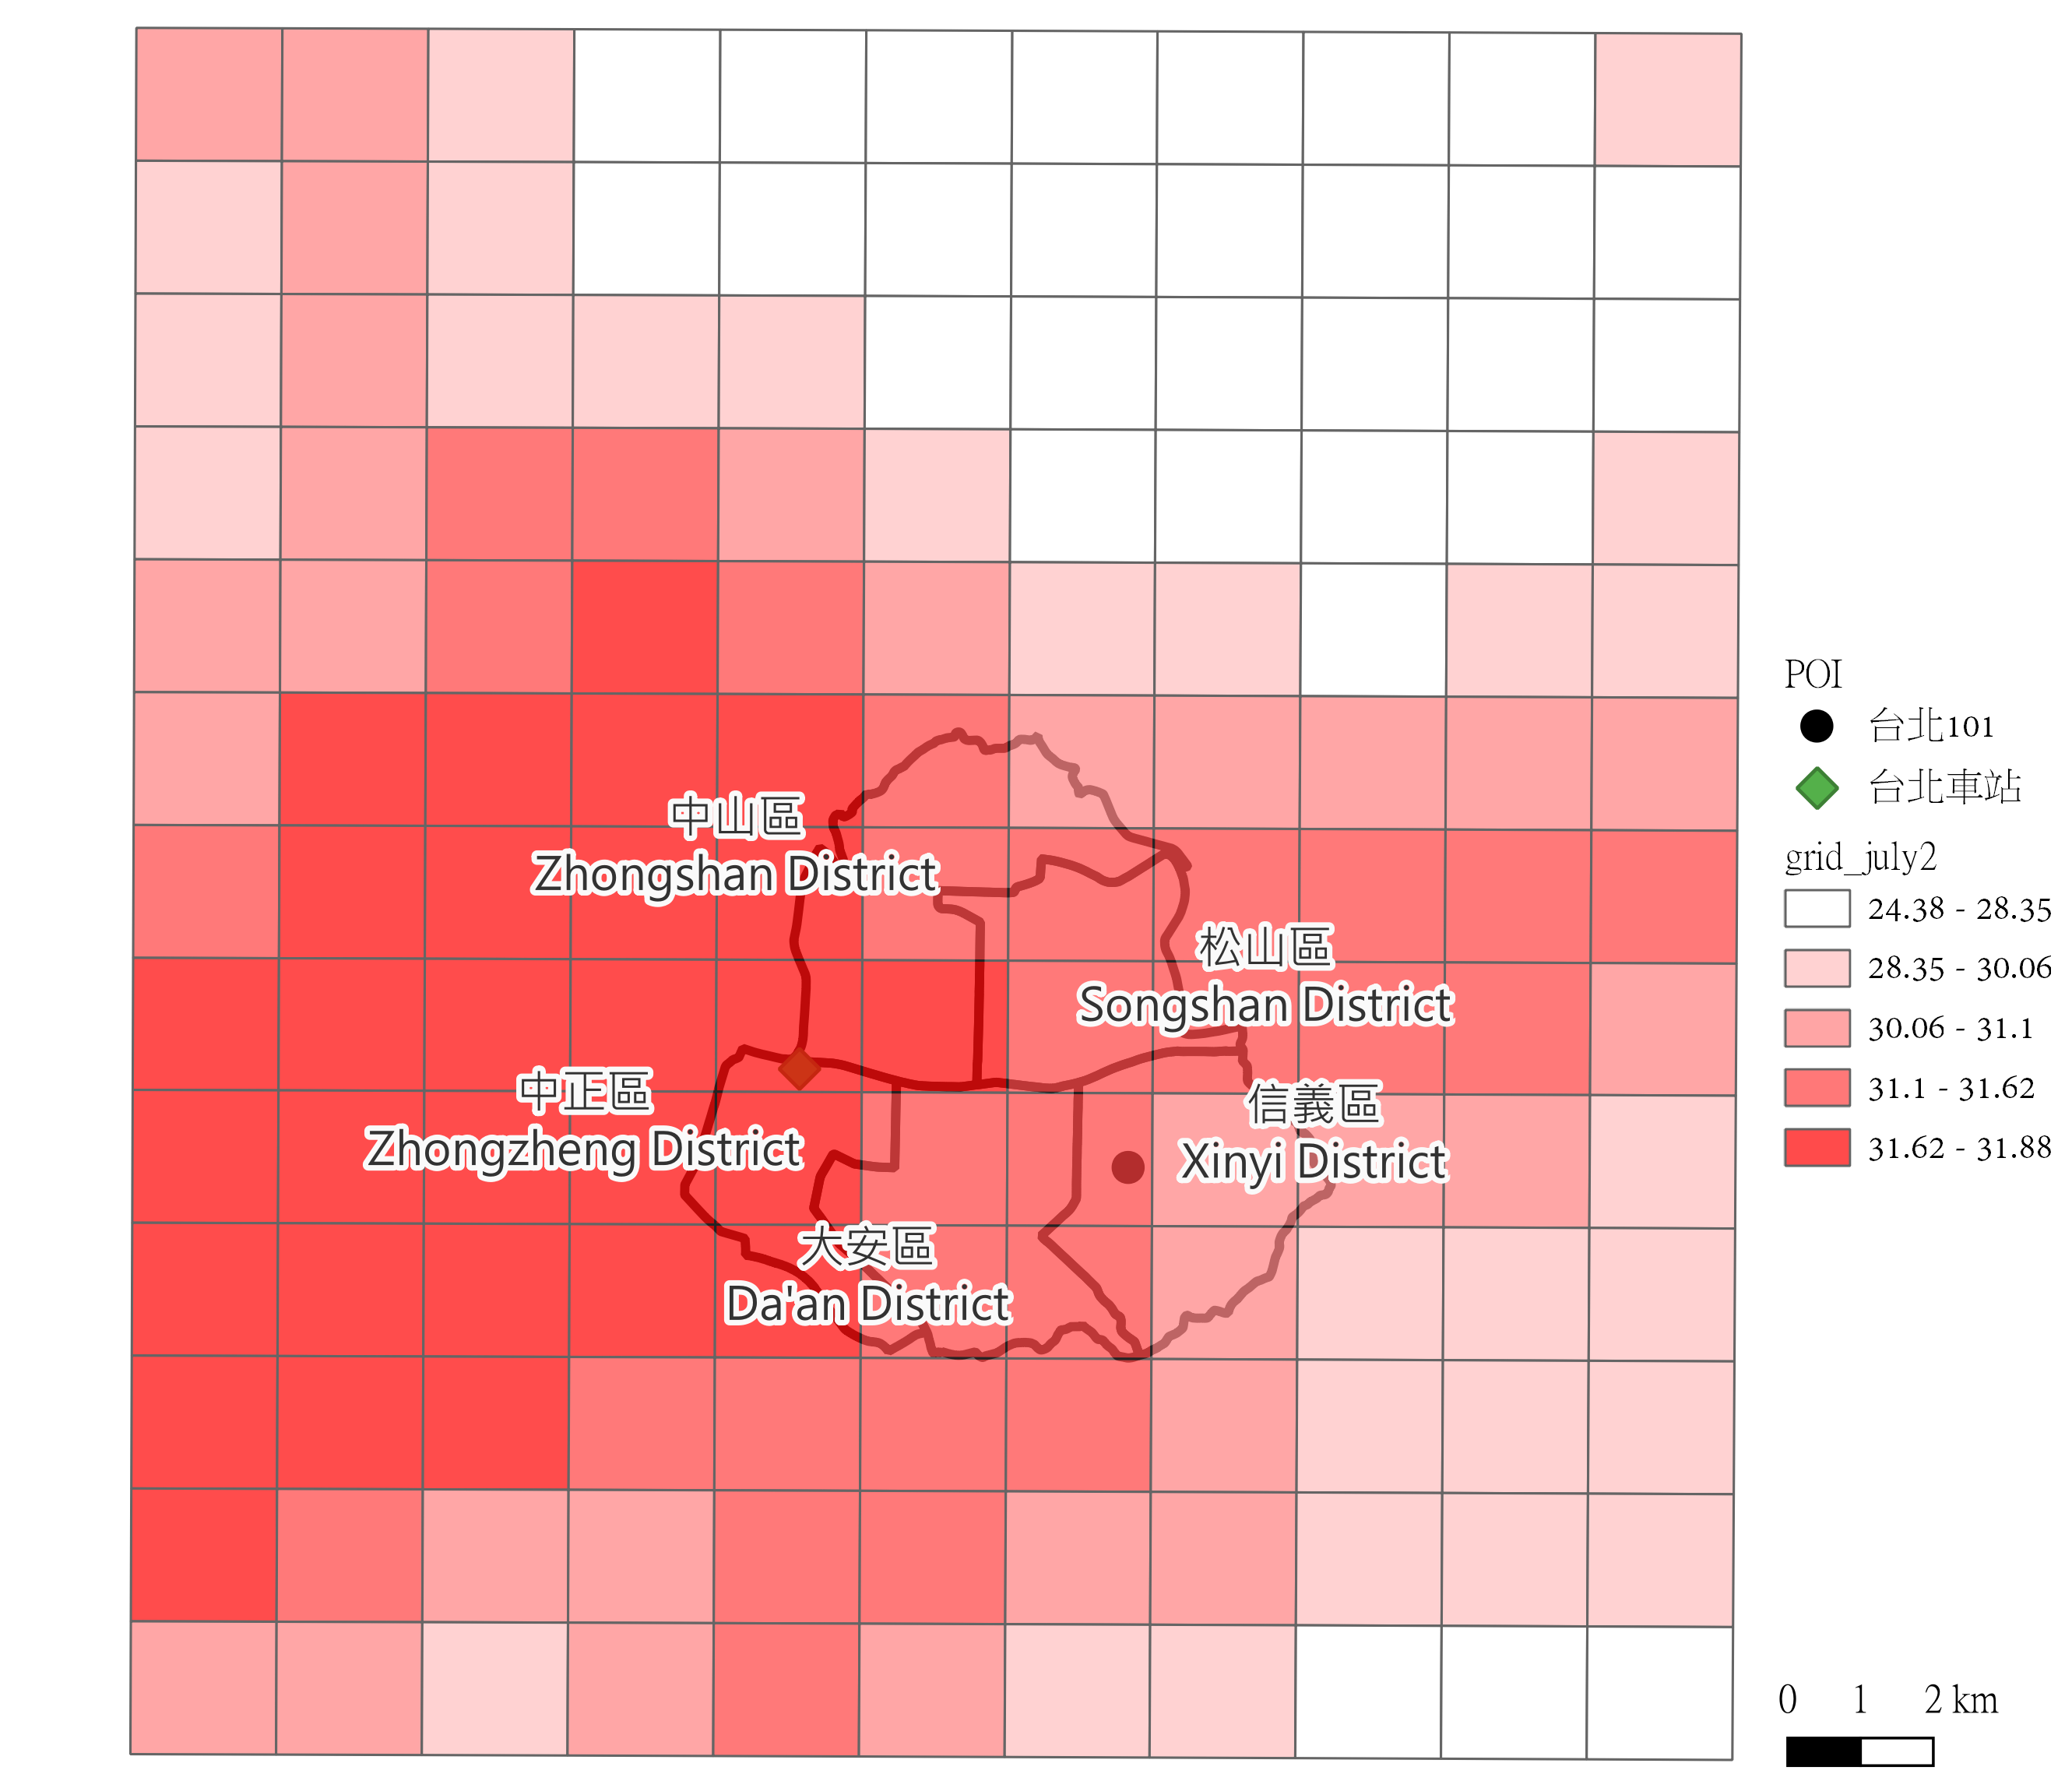 中山區
Zhongshan District
松山區
Songshan District
中正區
Zhongzheng District
信義區
Xinyi District
大安區
Da'an District
POI
台北101
台北車站
grid_july2
24.38 - 28.35
28.35 - 30.06
30.06 - 31.1
31.1 - 31.62
31.62 - 31.88
0 1 2 km